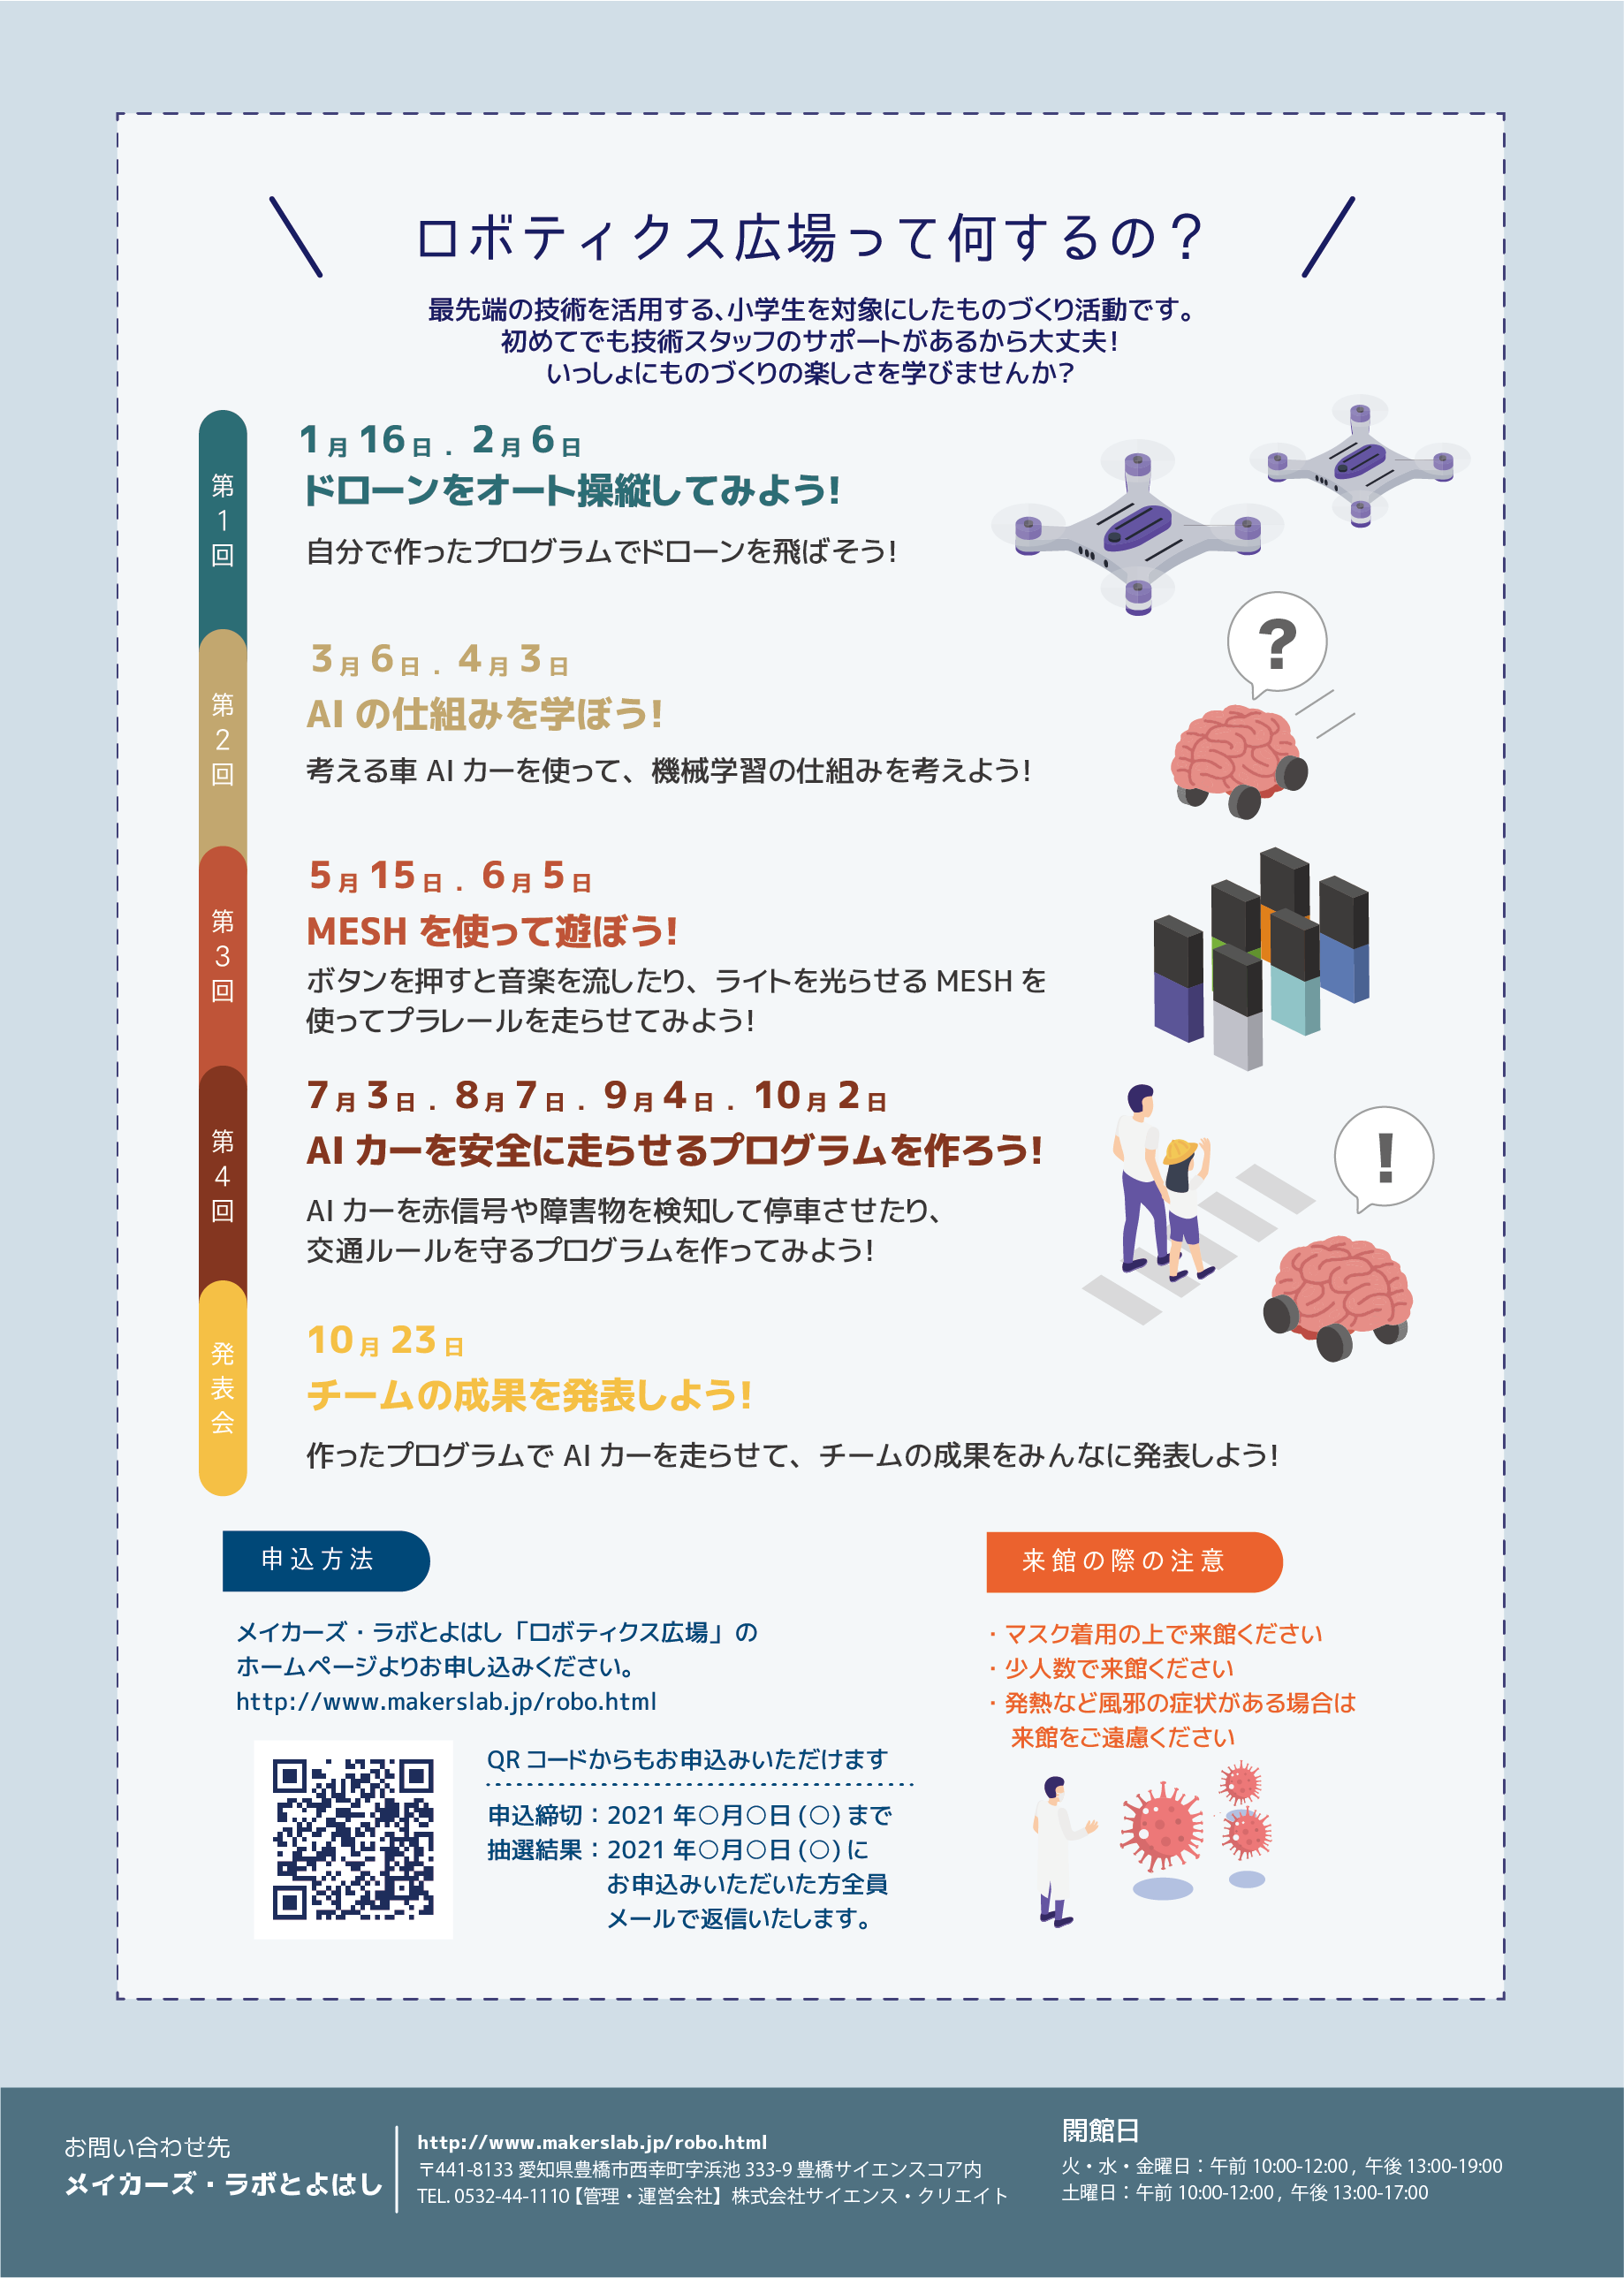 ロボティクス広場って何するの？
最先端の技術を活用する、小学生を対象にしたものづくり活動です。
初めてでも技術スタッフのサポートがあるから大丈夫！
いっしょにものづくりの楽しさを学びませんか？
第1回
1月16日．2月6日
ドローンをオート操縦してみよう！
自分で作ったプログラムでドローンを飛ばそう！
?
第2回
3月6日．4月3日
AIの仕組みを学ぼう！
考える車AIカーを使って、機械学習の仕組みを考えよう！
第3回
5月15日．6月5日
MESHを使って遊ぼう！
ボタンを押すと音楽を流したり、ライトを光らせるMESHを
使ってプラレールを走らせてみよう！
第4回
7月3日．8月7日．9月4日．10月2日
AIカーを安全に走らせるプログラムを作ろう！
AIカーを赤信号や障害物を検知して停車させたり、
交通ルールを守るプログラムを作ってみよう！
!
発表会
10月23日
チームの成果を発表しよう！
作ったプログラムでAIカーを走らせて、チームの成果をみんなに発表しよう！
申込方法
メイカーズ・ラボとよはし「ロボティクス広場」の
ホームページよりお申し込みください。
http://www.makerslab.jp/robo.html
QRコードからもお申込みいただけます
申込締切：2021年○月○日(○)まで
抽選結果：2021年○月○日(○)に
お申込みいただいた方全員
メールで返信いたします。
来館の際の注意
・マスク着用の上で来館ください
・少人数で来館ください
・発熱など風邪の症状がある場合は
来館をご遠慮ください
お問い合わせ先
メイカーズ・ラボとよはし
http://www.makerslab.jp/robo.html
〒441-8133 愛知県豊橋市西幸町字浜池333-9 豊橋サイエンスコア内
TEL. 0532-44-1110【管理・運営会社】株式会社サイエンス・クリエイト
開館日
火・水・金曜日：午前10:00-12:00 , 午後13:00-19:00
土曜日：午前10:00-12:00 , 午後13:00-17:00